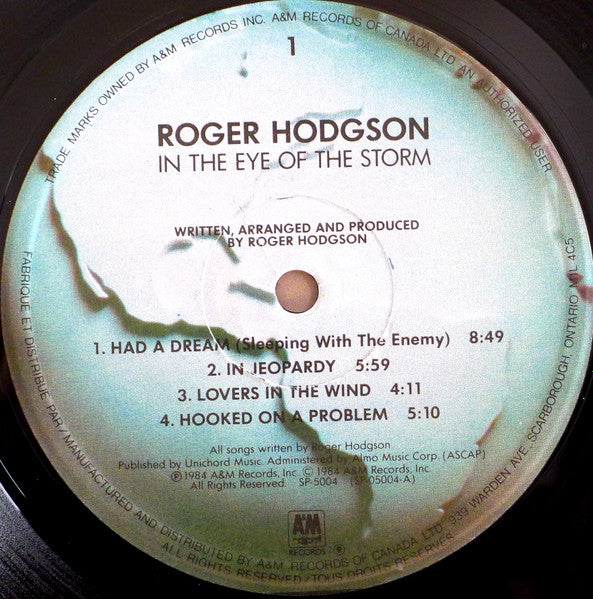 1
ROGER HODGSON
IN THE EYE OF THE STORM
WRITTEN, ARRANGED AND PRODUCED
BY ROGER HODGSON
1. HAD A DREAM (Sleeping With The Enemy) 8:49
2. IN JEOPARDY 5:59
3. LOVERS IN THE WIND 4:11
4. HOOKED ON A PROBLEM 5:10
All songs written by Roger Hodgson
Published by Unichord Music. Administered by Almo Music Corp. (ASCAP)
℗ 1984 A&M Records, Inc. © 1984 A&M Records, Inc.
All Rights Reserved. SP-5004 (SP-05004-A)
A&M
RECORDS ®
TRADE MARKS OWNED BY A&M RECORDS INC. A&M RECORDS OF CANADA LTD AN AUTHORIZED USER
FABRIQUE ET DISTRIBUE PAR/MANUFACTURED AND DISTRIBUTED BY A&M RECORDS OF CANADA LTD. 939 WARDEN AVE. SCARBOROUGH, ONTARIO M1L 4C5
ALL RIGHTS RESERVED/TOUS DROITS RESERVES